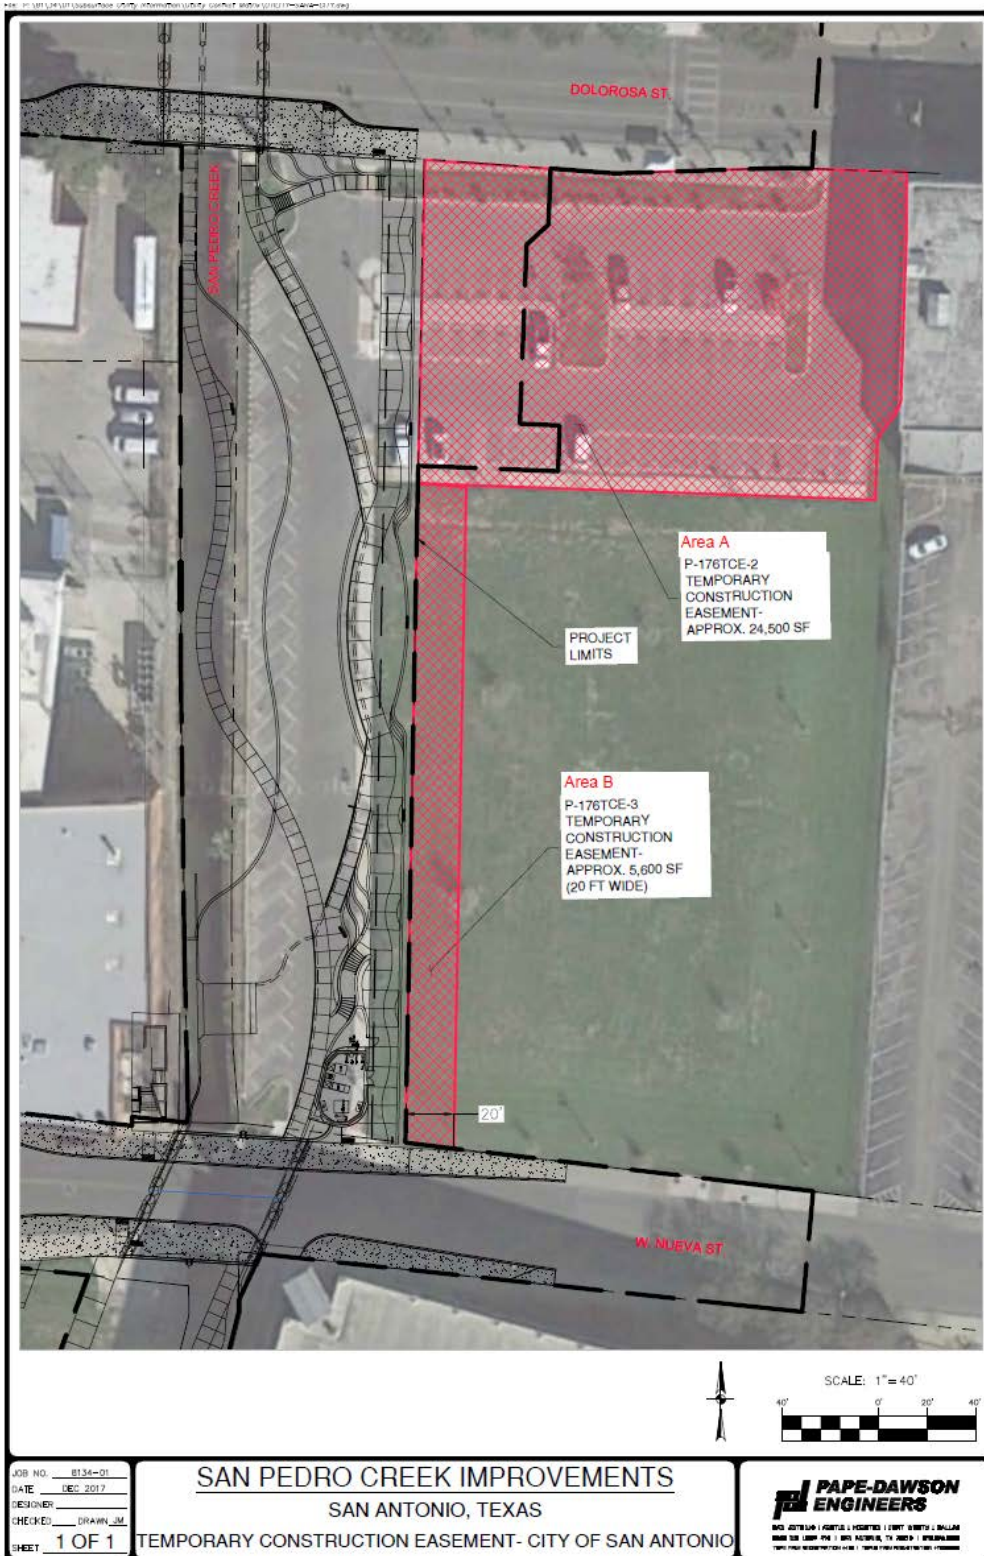 DOLOROSA ST.
SAN PEDRO CREEK
Area A
P-176TCE-2
TEMPORARY
CONSTRUCTION
EASEMENT-
APPROX. 24,500 SF
PROJECT
LIMITS
Area B
P-176TCE-3
TEMPORARY
CONSTRUCTION
EASEMENT-
APPROX. 5,600 SF
(20 FT WIDE)
20'
W. NUEVA ST.
SCALE: 1"= 40'
40' 0' 20' 40'
JOB NO. 8134-01
DATE DEC 2017
DESIGNER
CHECKED DRAWN JM
SHEET 1 OF 1
SAN PEDRO CREEK IMPROVEMENTS
SAN ANTONIO, TEXAS
TEMPORARY CONSTRUCTION EASEMENT- CITY OF SAN ANTONIO
PAPE-DAWSON
ENGINEERS